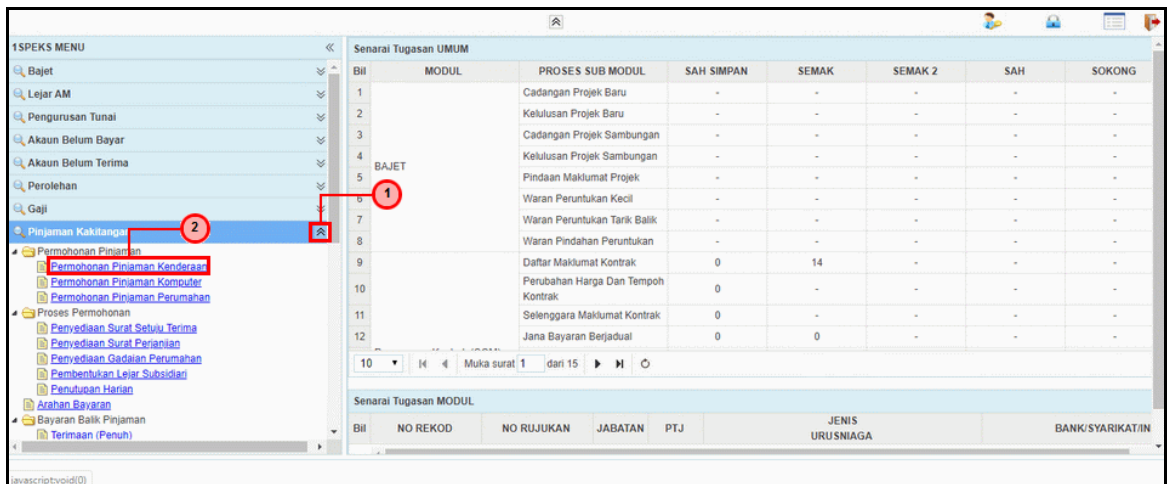 1SPEKS MENU
Bajet
Lejar AM
Pengurusan Tunai
Akaun Belum Bayar
Akaun Belum Terima
Perolehan
Gaji
Pinjaman Kakitangan
Permohonan Pinjaman
Permohonan Pinjaman Kenderaan
Permohonan Pinjaman Komputer
Permohonan Pinjaman Perumahan
Proses Permohonan
Penyediaan Surat Setuju Terima
Penyediaan Surat Perjanjian
Penyediaan Gadaian Perumahan
Pembentukan Lejar Subsidiari
Penutupan Harian
Arahan Bayaran
Bayaran Balik Pinjaman
Terimaan (Penuh)
1
2
Senarai Tugasan UMUM
Bil MODUL PROSES SUB MODUL SAH SIMPAN SEMAK SEMAK 2 SAH SOKONG
1 Cadangan Projek Baru - - - - -
2 Kelulusan Projek Baru - - - - -
3 Cadangan Projek Sambungan - - - - -
4 Kelulusan Projek Sambungan - - - - -
BAJET
5 Pindaan Maklumat Projek - - - - -
6 Waran Peruntukan Kecil - - - - -
7 Waran Peruntukan Tarik Balik - - - - -
8 Waran Pindahan Peruntukan - - - - -
9 Daftar Maklumat Kontrak 0 14 - - -
10 Perubahan Harga Dan Tempoh
Kontrak 0 - - - -
11 Selenggara Maklumat Kontrak 0 - - - -
12 Jana Bayaran Berjadual 0 0 - - -
10 Muka surat 1 dari 15
Senarai Tugasan MODUL
Bil NO REKOD NO RUJUKAN JABATAN PTJ JENIS
URUSNIAGA BANK/SYARIKAT/IN
javascript:void(0)